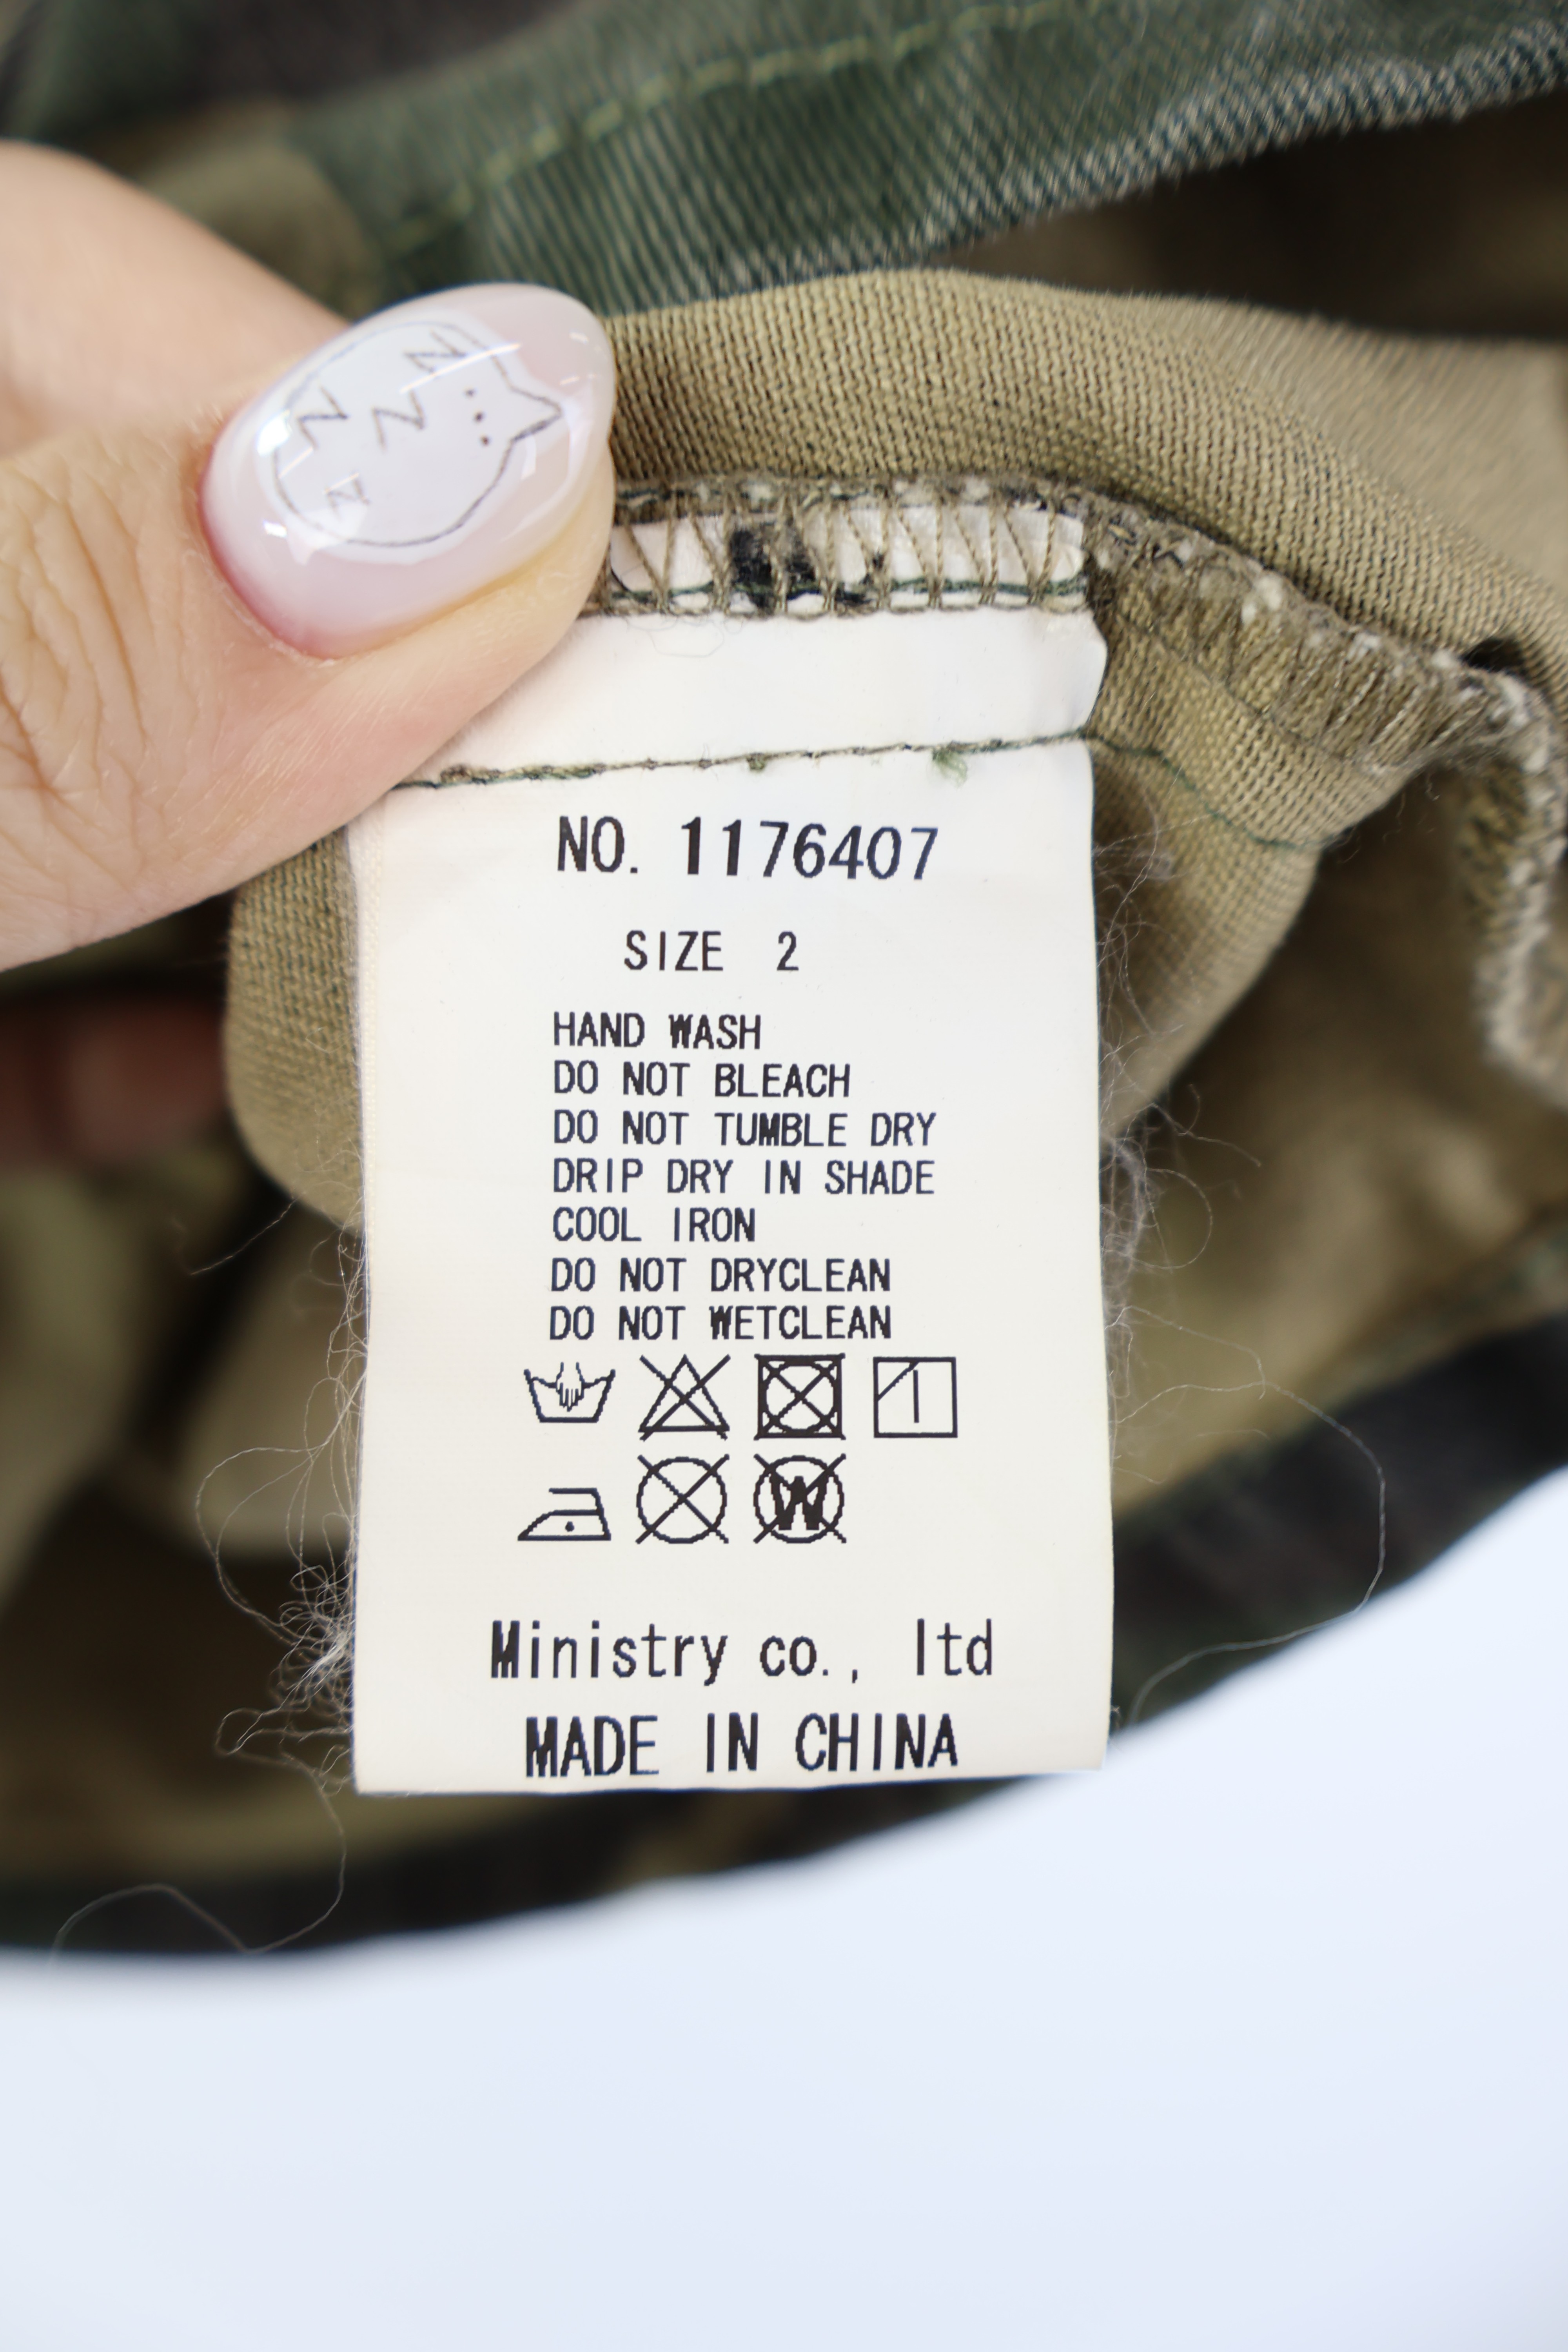 Z Z Z
z
NO. 1176407
SIZE 2
HAND WASH
DO NOT BLEACH
DO NOT TUMBLE DRY
DRIP DRY IN SHADE
COOL IRON
DO NOT DRYCLEAN
DO NOT WETCLEAN
W
Ministry co., ltd
MADE IN CHINA